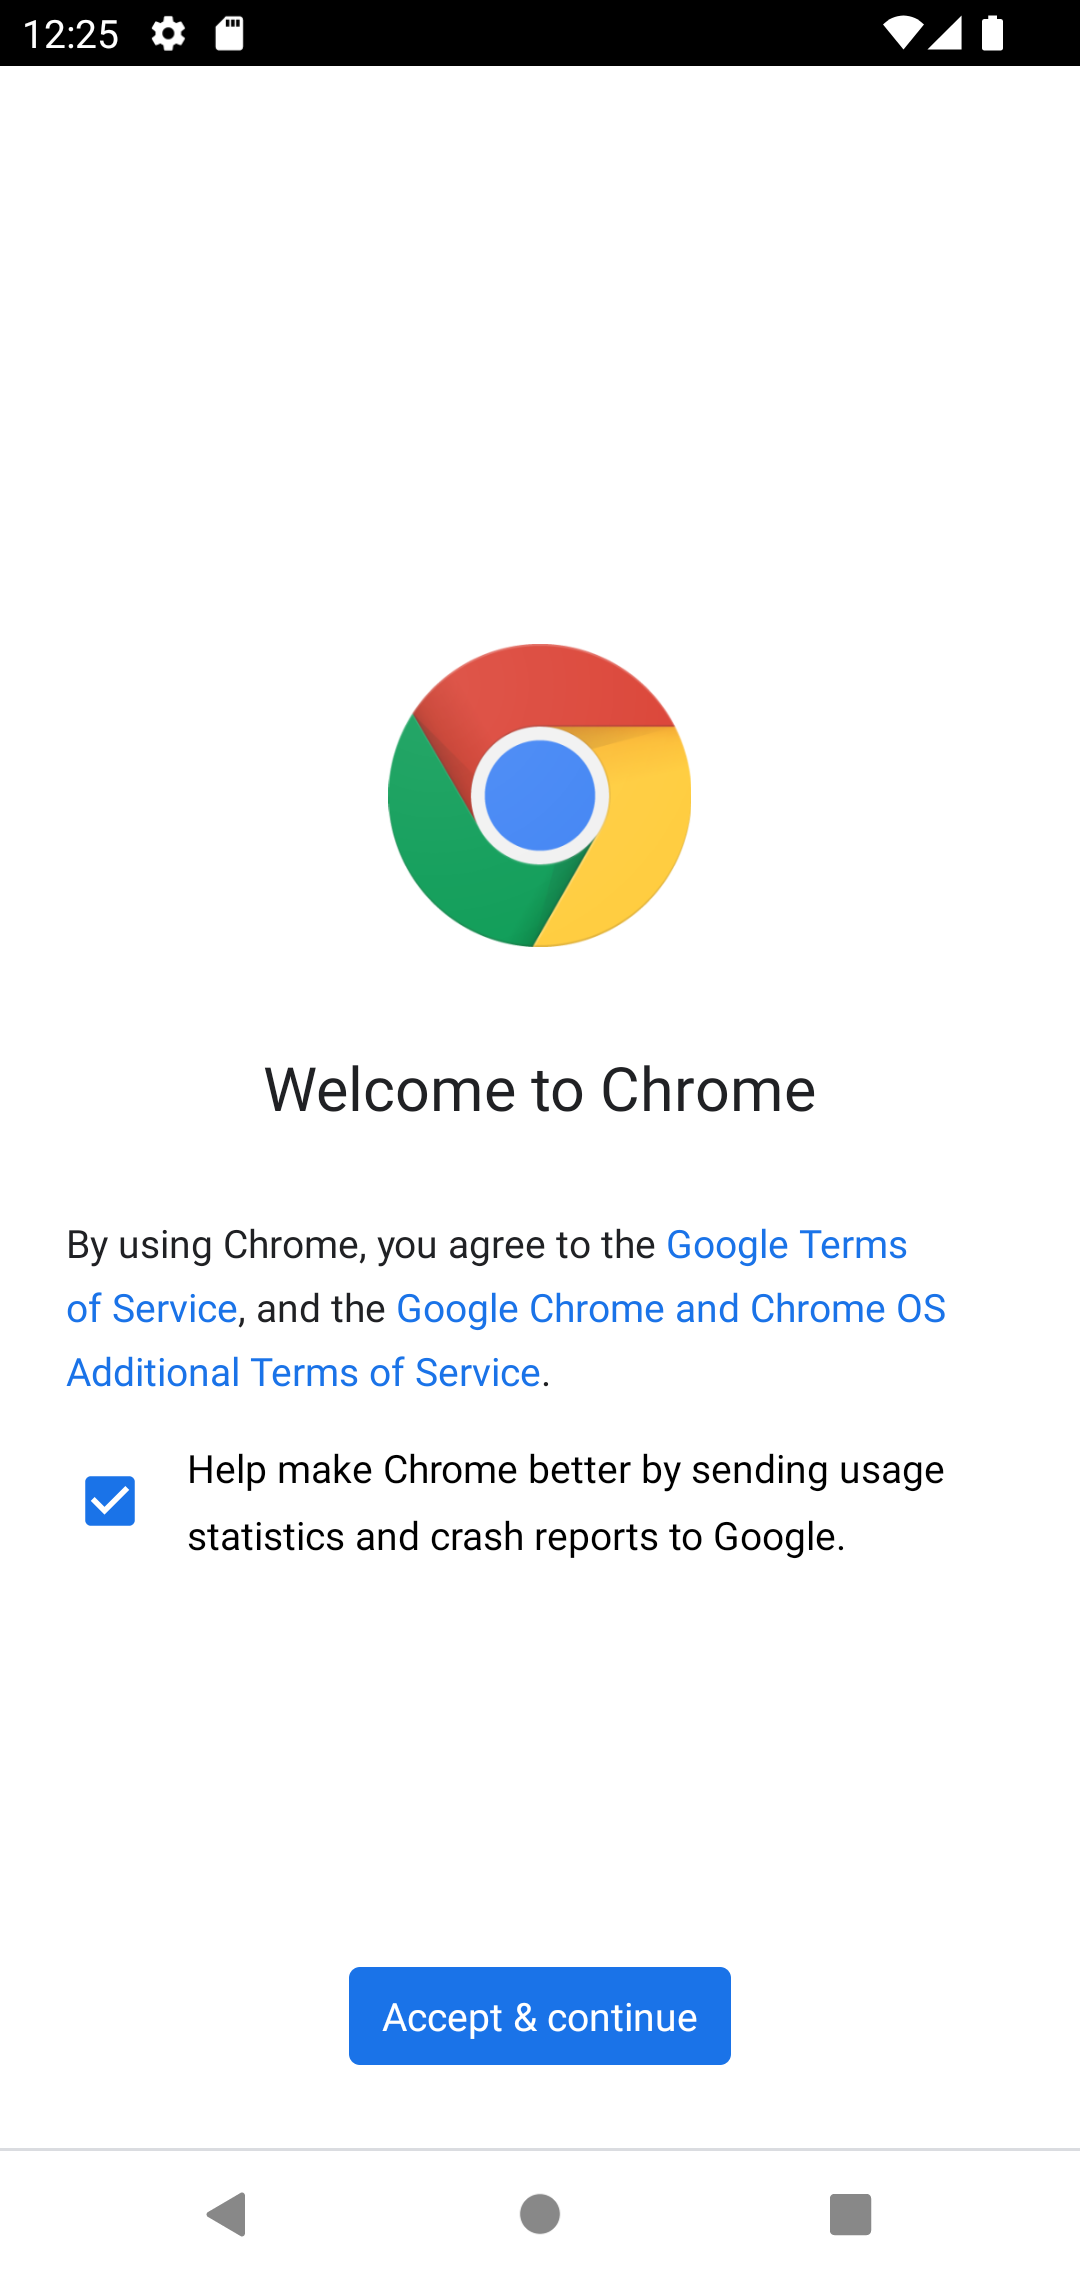 12:25
Welcome to Chrome
By using Chrome, you agree to the Google Terms
of Service, and the Google Chrome and Chrome OS
Additional Terms of Service.
Help make Chrome better by sending usage
statistics and crash reports to Google.
Accept & continue